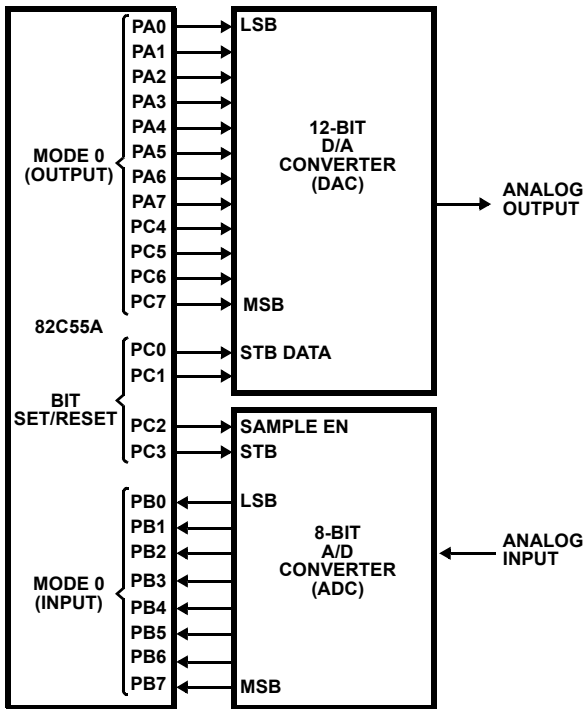 PA0
PA1
PA2
PA3
PA4
PA5
PA6
PA7
PC4
PC5
PC6
PC7
MODE 0
(OUTPUT)
82C55A
PC0
PC1
PC2
PC3
BIT
SET/RESET
PB0
PB1
PB2
PB3
PB4
PB5
PB6
PB7
MODE 0
(INPUT)
LSB
12-BIT
D/A
CONVERTER
(DAC)
MSB
STB DATA
ANALOG
OUTPUT
SAMPLE EN
STB
LSB
8-BIT
A/D
CONVERTER
(ADC)
MSB
ANALOG
INPUT